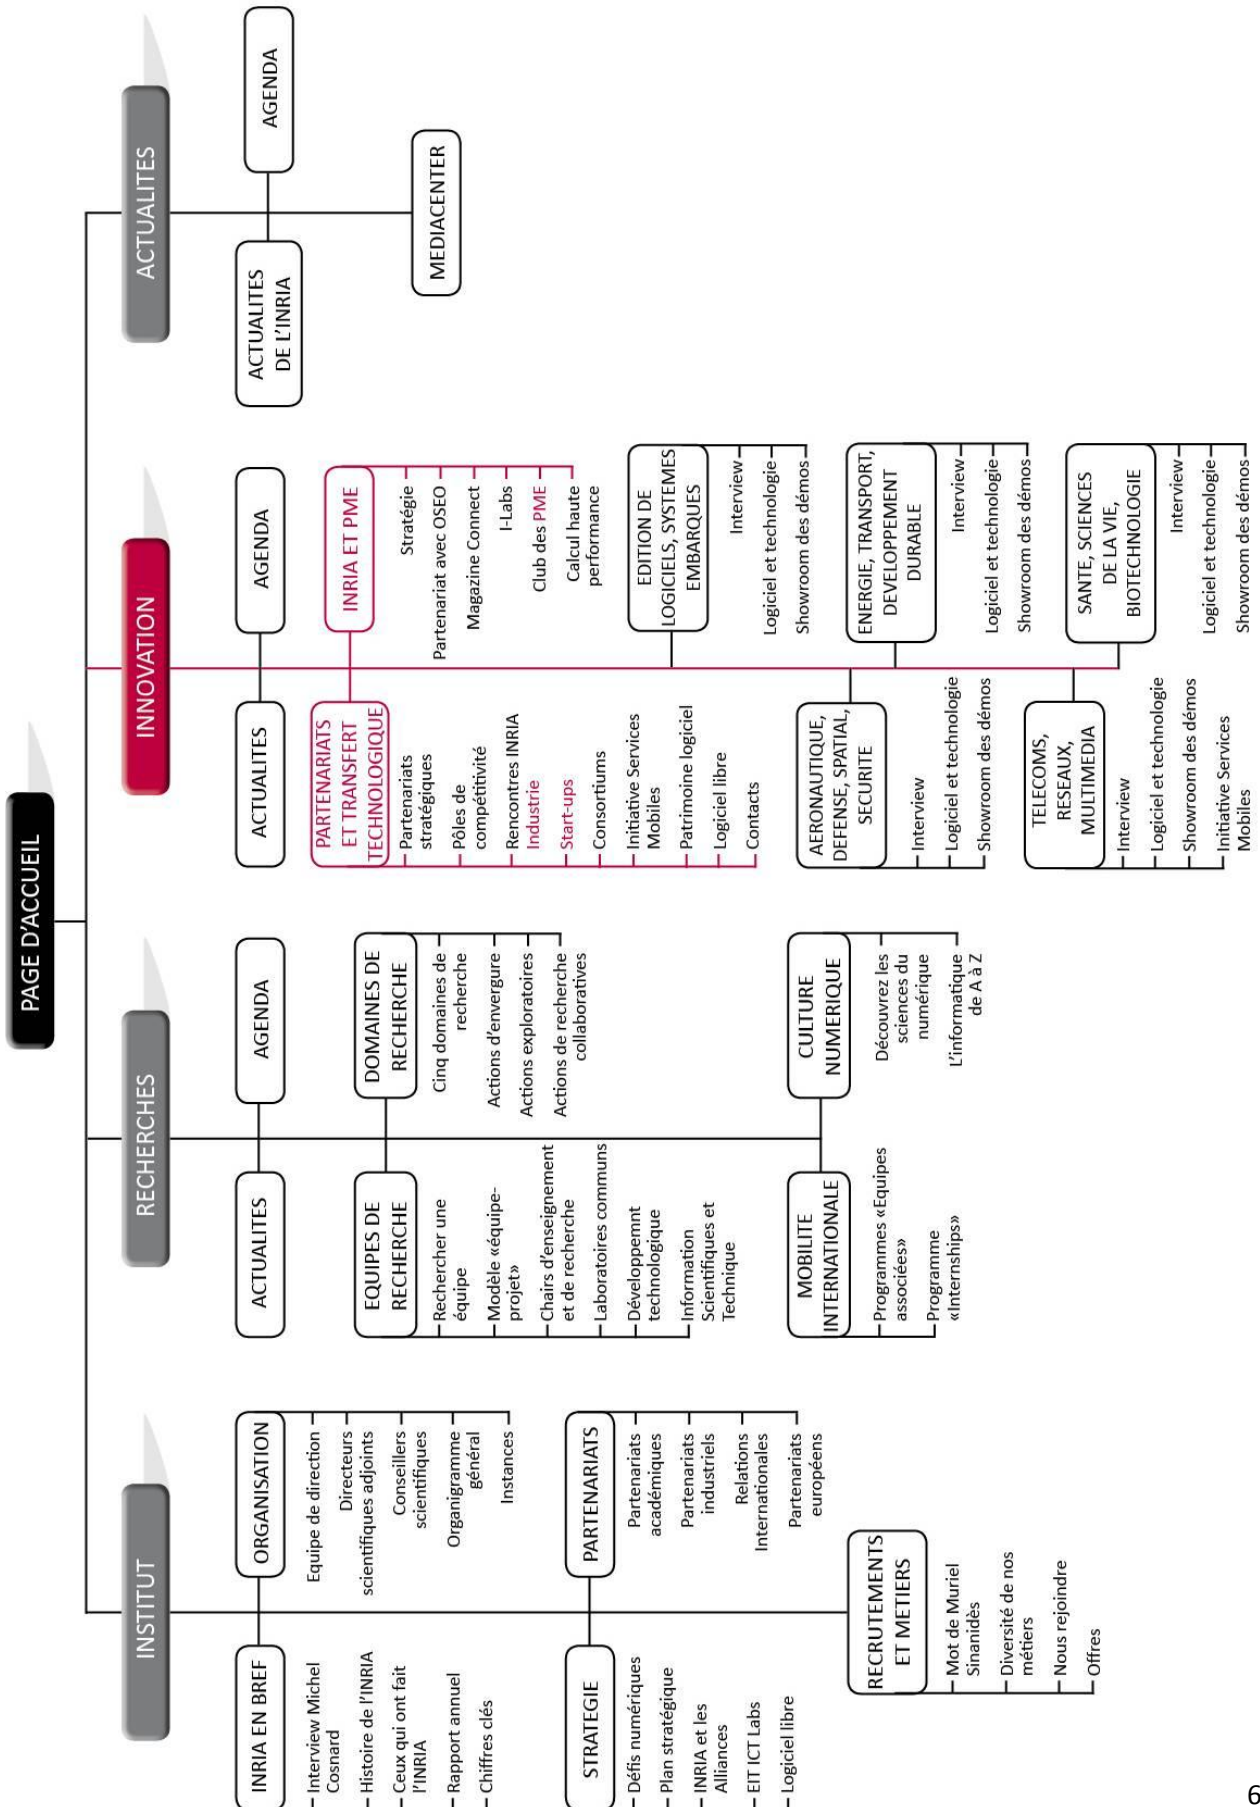 PAGE D'ACCUEIL
INSTITUT
INRIA EN BREF
Interview Michel
Cosnard
Histoire de l'INRIA
Ceux qui ont fait
l'INRIA
Rapport annuel
Chiffres clés
ORGANISATION
Equipe de direction
Directeurs
scientifiques adjoints
Conseillers
scientifiques
Organigramme
général
Instances
STRATEGIE
Défis numériques
Plan stratégique
INRIA et les
Alliances
EIT ICT Labs
Logiciel libre
PARTENARIATS
Partenariats
académiques
Partenariats
industriels
Relations
Internationales
Partenariats
européens
RECRUTEMENTS
ET METIERS
Mot de Muriel
Sinanidès
Diversité de nos
métiers
Nous rejoindre
Offres
RECHERCHES
ACTUALITES
AGENDA
EQUIPES DE
RECHERCHE
Rechercher une
équipe
Modèle «équipe-
projet»
Chairs d'enseignement
et de recherche
Laboratoires communs
Développemnt
technologique
Information
Scientifiques et
Technique
DOMAINES DE
RECHERCHE
Cinq domaines de
recherche
Actions d'envergure
Actions exploratoires
Actions de recherche
collaboratives
MOBILITE
INTERNATIONALE
Programmes «Equipes
associées»
Programme
«Internships»
CULTURE
NUMERIQUE
Découvrez les
sciences du
numérique
L'informatique
de A à Z
INNOVATION
ACTUALITES
AGENDA
PARTENARIATS
ET TRANSFERT
TECHNOLOGIQUE
Partenariats
stratégiques
Pôles de
compétitivité
Rencontres INRIA
Industrie
Start-ups
Consortiums
Initiative Services
Mobiles
Patrimoine logiciel
Logiciel libre
Contacts
INRIA ET PME
Stratégie
Partenariat avec OSEO
Magazine Connect
I-Labs
Club des PME
Calcul haute
performance
EDITION DE
LOGICIELS, SYSTEMES
EMBARQUES
Interview
Logiciel et technologie
Showroom des démos
AERONAUTIQUE,
DEFENSE, SPATIAL,
SECURITE
Interview
Logiciel et technologie
Showroom des démos
ENERGIE, TRANSPORT,
DEVELOPPEMENT
DURABLE
Interview
Logiciel et technologie
Showroom des démos
TELECOMS,
RESEAUX,
MULTIMEDIA
Interview
Logiciel et technologie
Showroom des démos
Initiative Services
Mobiles
SANTE, SCIENCES
DE LA VIE,
BIOTECHNOLOGIE
Interview
Logiciel et technologie
Showroom des démos
ACTUALITES
ACTUALITES
DE L'INRIA
AGENDA
MEDIACENTER
6